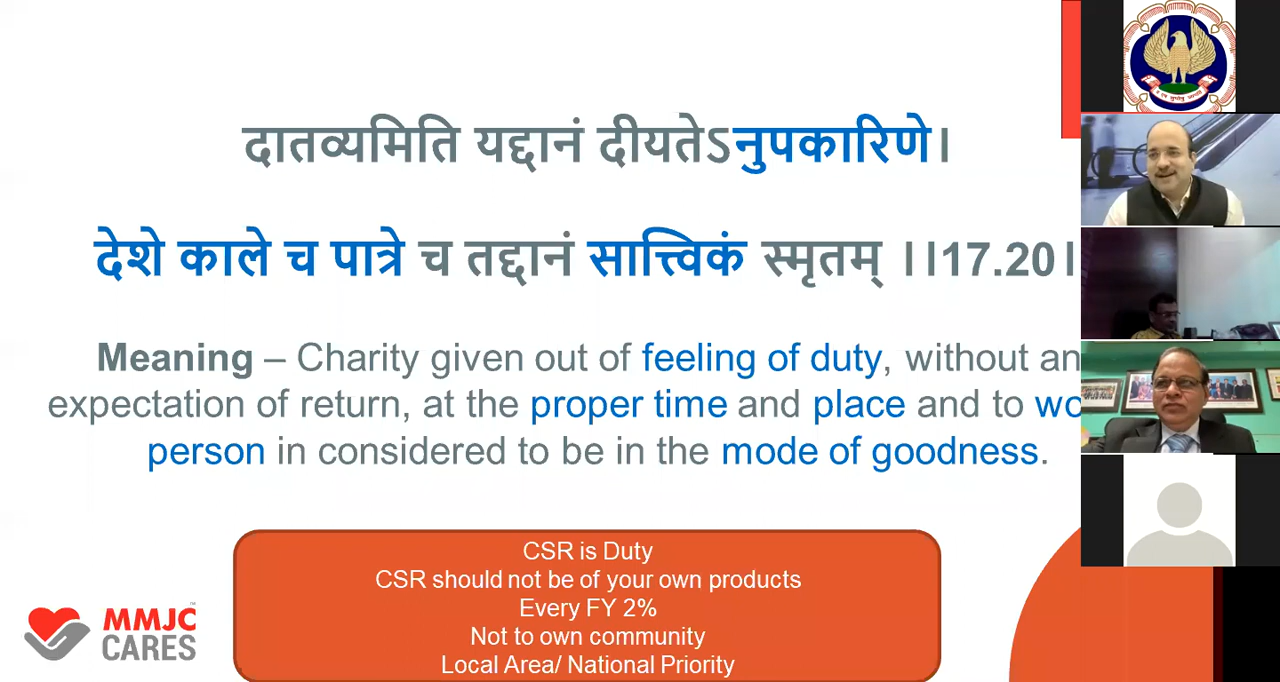 दातव्यमिति यद्दानं दीयतेऽनुपकारिणे।
देशे काले च पात्रे च तद्दानं सात्त्विकं स्मृतम् ।।17.20।
Meaning – Charity given out of feeling of duty, without
expectation of return, at the proper time and place and to
person in considered to be in the mode of goodness.
CSR is Duty
CSR should not be of your own products
Every FY 2%
Not to own community
Local Area/ National Priority
MMJC
CARES